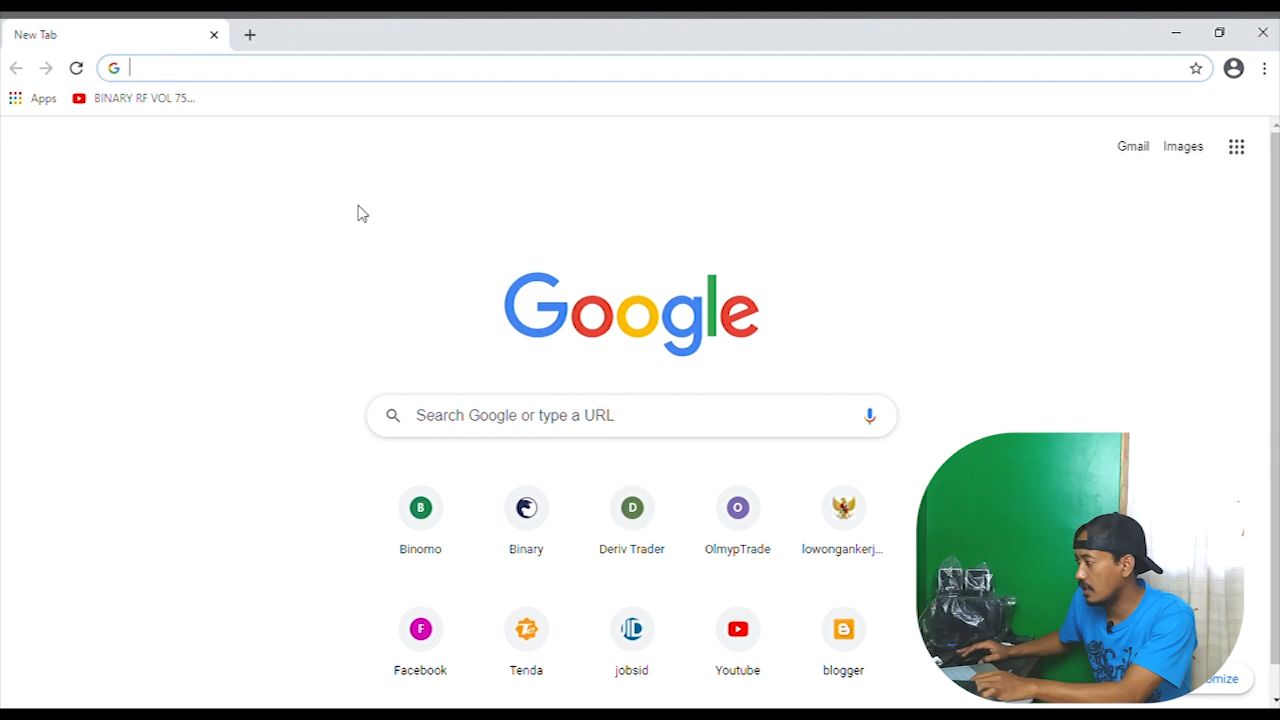 New Tab
G
Apps
BINARY RF VOL 75...
Gmail
Images
Google
Search Google or type a URL
B
D
O
Binomo
Binary
Deriv Trader
OlmypTrade
lowongankerj...
F
Facebook
Tenda
jobsid
Youtube
blogger
omize